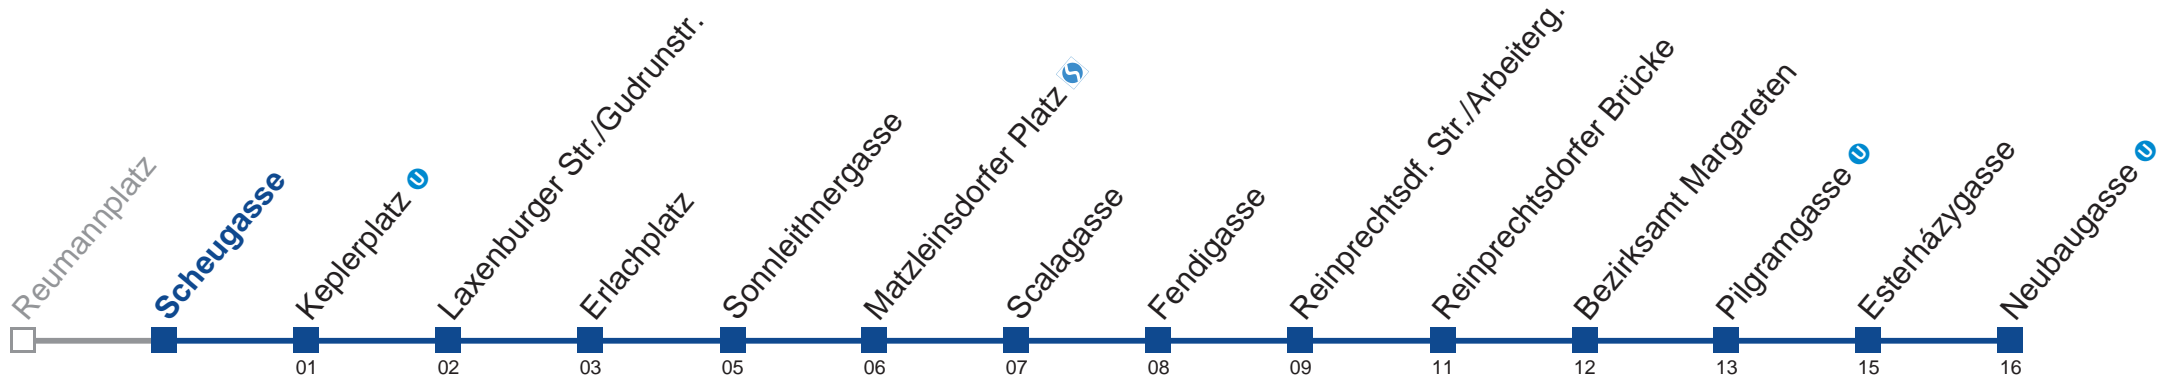 Reumannplatz
Scheugasse
Keplerplatz U
Laxenburger Str./Gudrunstr.
Erlachplatz
Sonnleithnergasse
Matzleinsdorfer Platz
Scalagasse
Fendigasse
Reinprechtsdf. Str./Arbeiterg.
Reinprechtsdorfer Brücke
Bezirksamt Margareten
Pilgramgasse U
Esterházygasse
Neubaugasse U
01 02 03 05 06 07 08 09 11 12 13 15 16